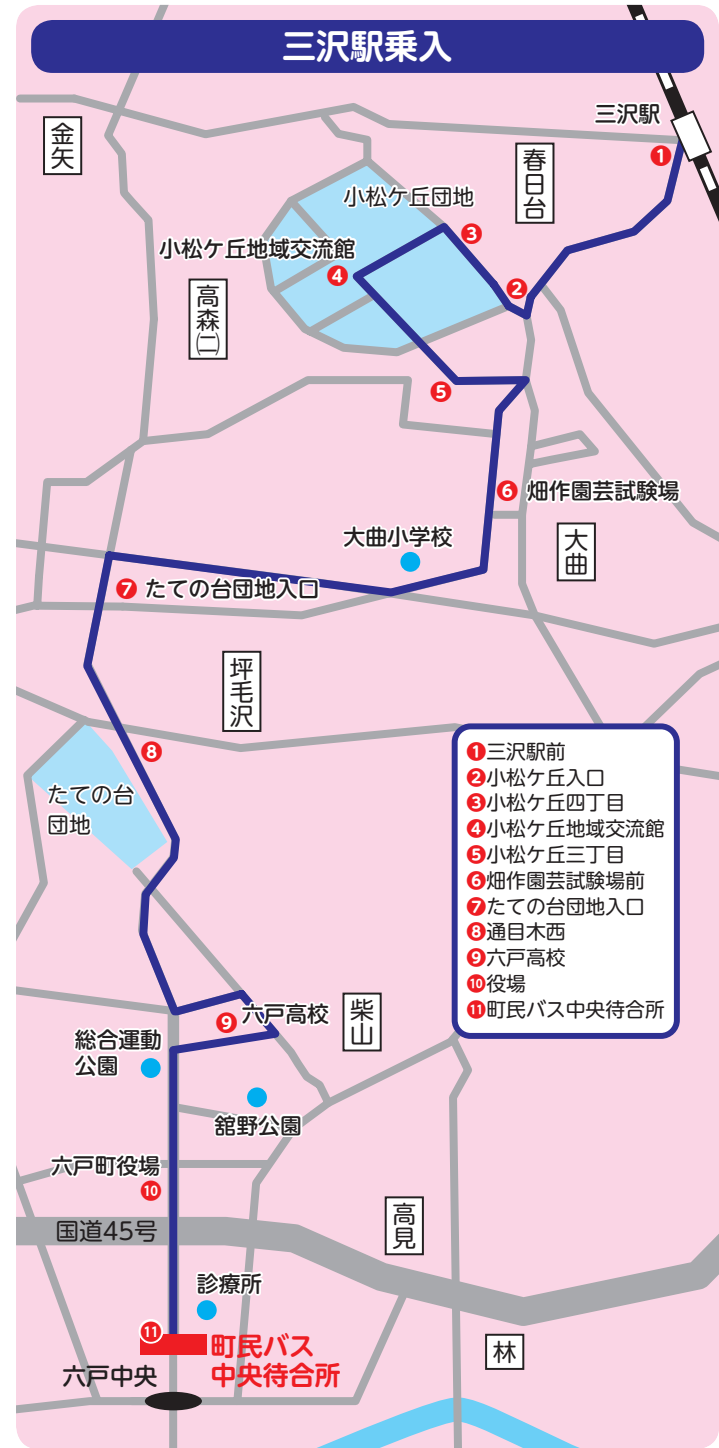 三沢駅乗入
三沢駅
❶
金矢
春日台
小松ケ丘団地
❸
小松ケ丘地域交流館
❹
❷
高森㈡
❺
❻ 畑作園芸試験場
大曲小学校
大曲
❼ たての台団地入口
坪毛沢
❽
たての台
団地
❶三沢駅前
❷小松ケ丘入口
❸小松ケ丘四丁目
❹小松ケ丘地域交流館
❺小松ケ丘三丁目
❻畑作園芸試験場前
❼たての台団地入口
❽通目木西
❾六戸高校
❿役場
⓫町民バス中央待合所
❾ 六戸高校
柴山
総合運動
公園
舘野公園
六戸町役場
❿
国道45号
高見
診療所
⓫
町民バス
中央待合所
林
六戸中央